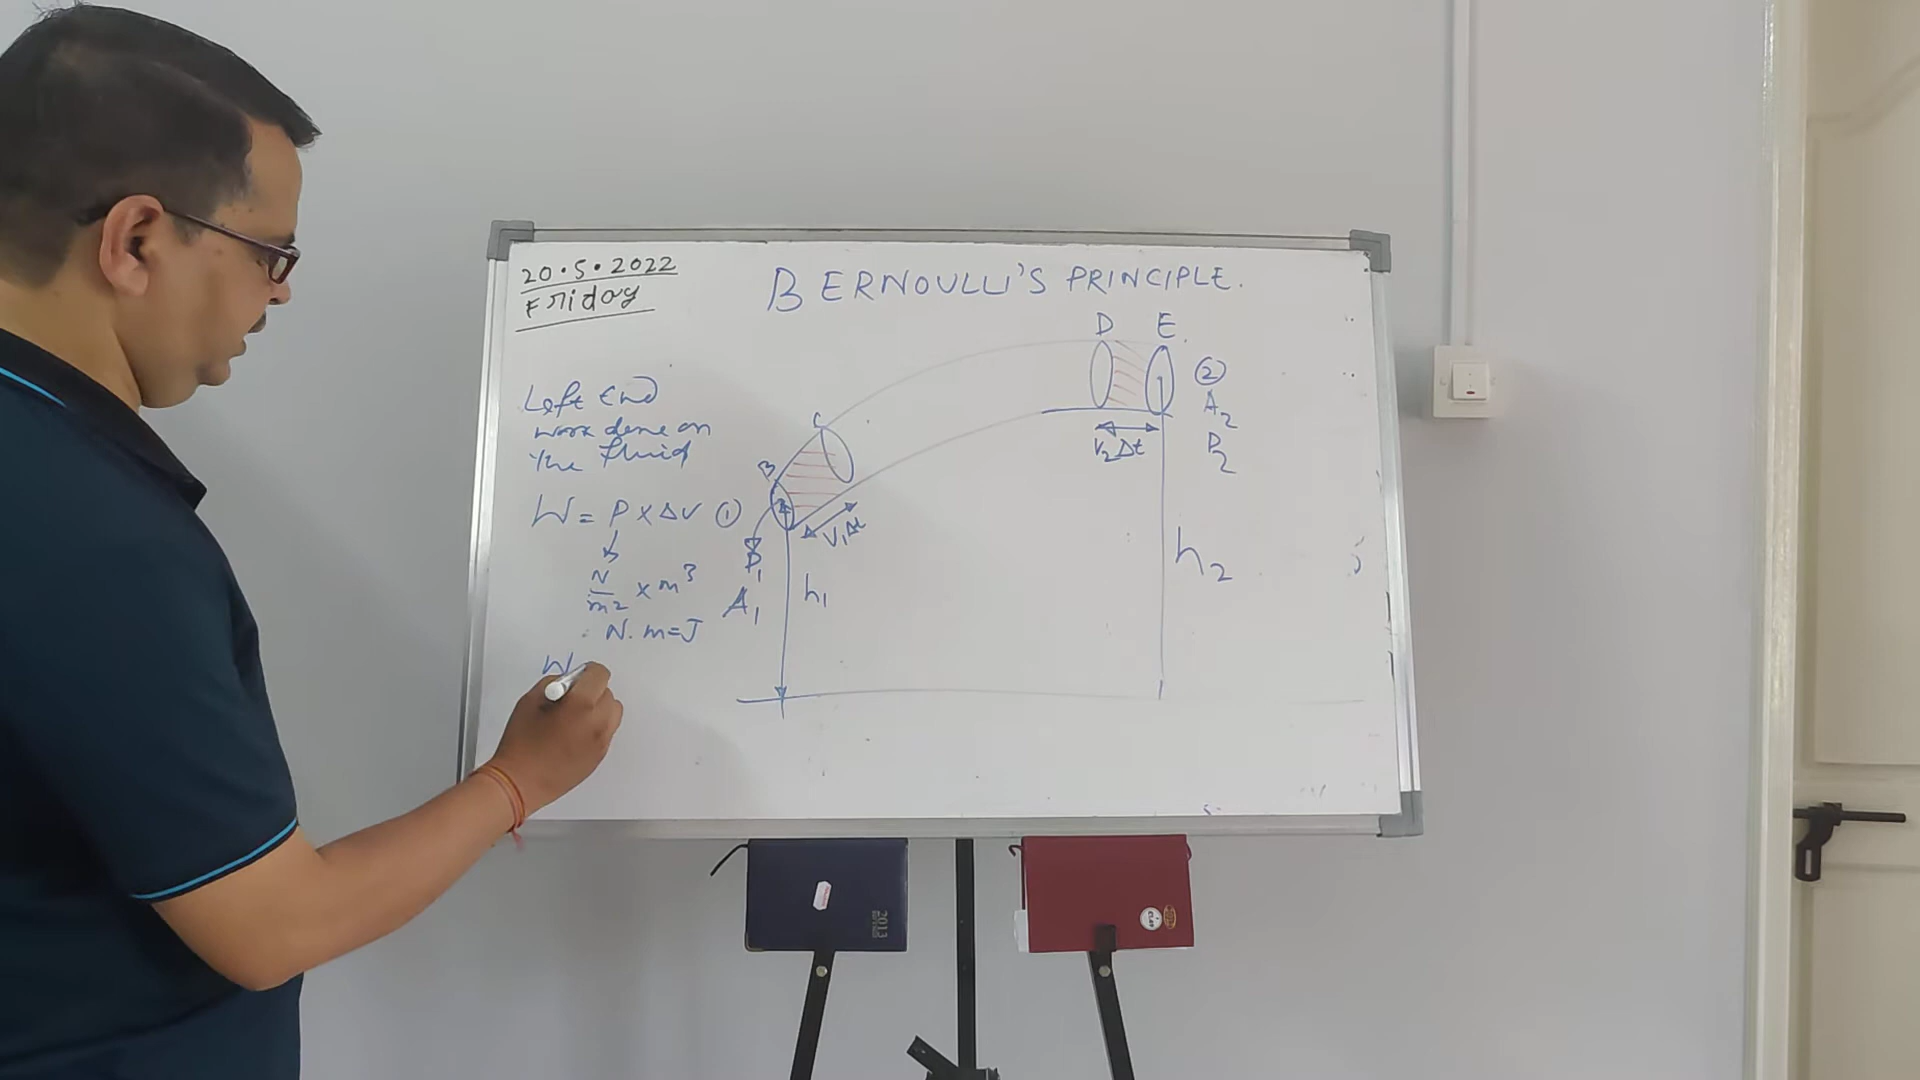 20.5.2022
Friday
BERNOULLI'S PRINCIPLE.
Left End
work done on
the fluid
W = P × ΔV
N/m2 × m³
N.m=J
W
①
B
C
V₁Δt
P₁
A₁
h₁
D E
②
A₂
P₂
V₂Δt
h₂
2013